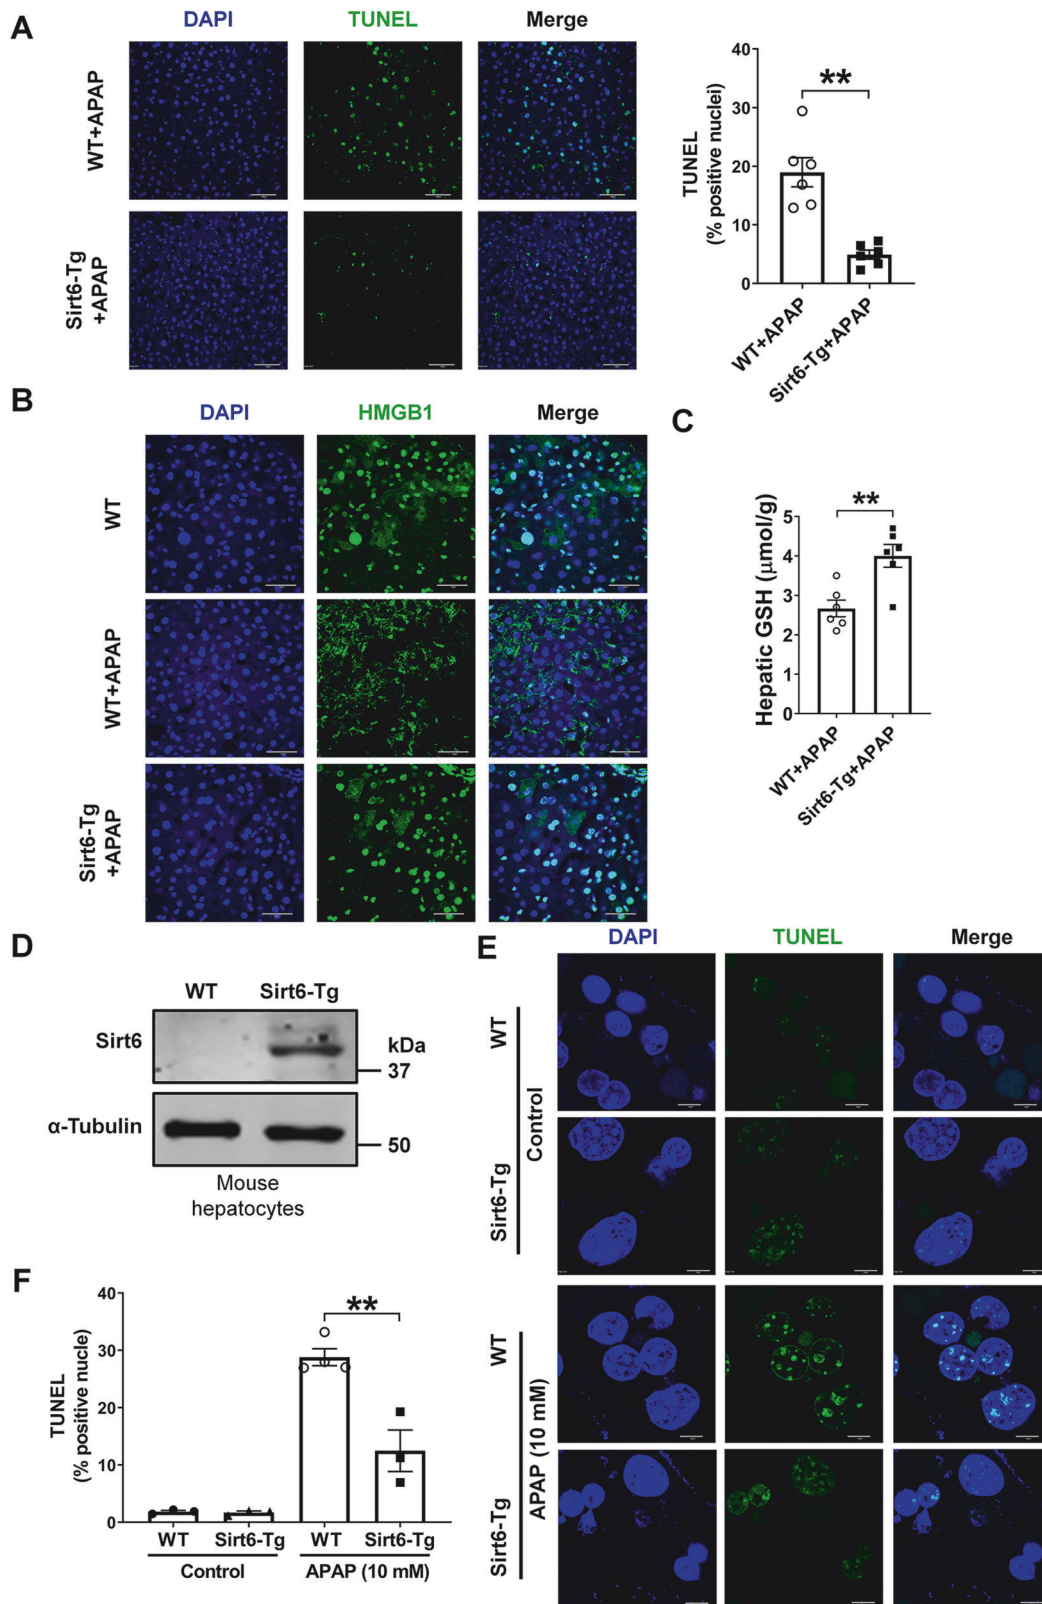 A
DAPI
TUNEL
Merge
WT+APAP
Sirt6-Tg
+APAP
TUNEL
(% positive nuclei)
40
30
20
10
0
**
WT+APAP
Sirt6-Tg+APAP
B
DAPI
HMGB1
Merge
WT
WT+APAP
Sirt6-Tg
+APAP
C
Hepatic GSH (μmol/g)
5
4
3
2
1
0
**
WT+APAP
Sirt6-Tg+APAP
D
WT
Sirt6-Tg
Sirt6
kDa
37
α-Tubulin
50
Mouse
hepatocytes
E
DAPI
TUNEL
Merge
WT
Sirt6-Tg
Control
WT
Sirt6-Tg
APAP (10 mM)
F
TUNEL
(% positive nucle)
40
30
20
10
0
**
WT
Sirt6-Tg
WT
Sirt6-Tg
Control
APAP (10 mM)